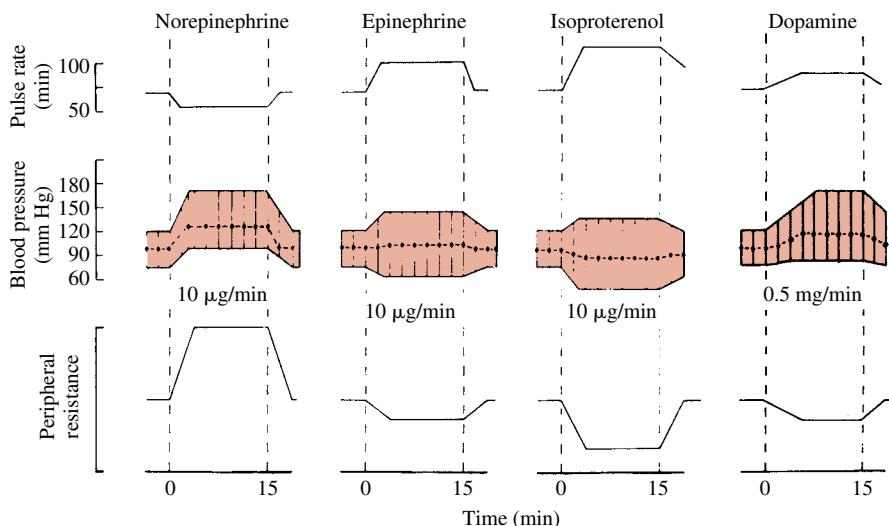 Norepinephrine Epinephrine Isoproterenol Dopamine
Pulse rate
(min)
100
50
Blood pressure
(mm Hg)
180
150
120
90
60
10 μg/min 10 μg/min 10 μg/min 0.5 mg/min
Peripheral
resistance
0 15 0 15 0 15 0 15
Time (min)